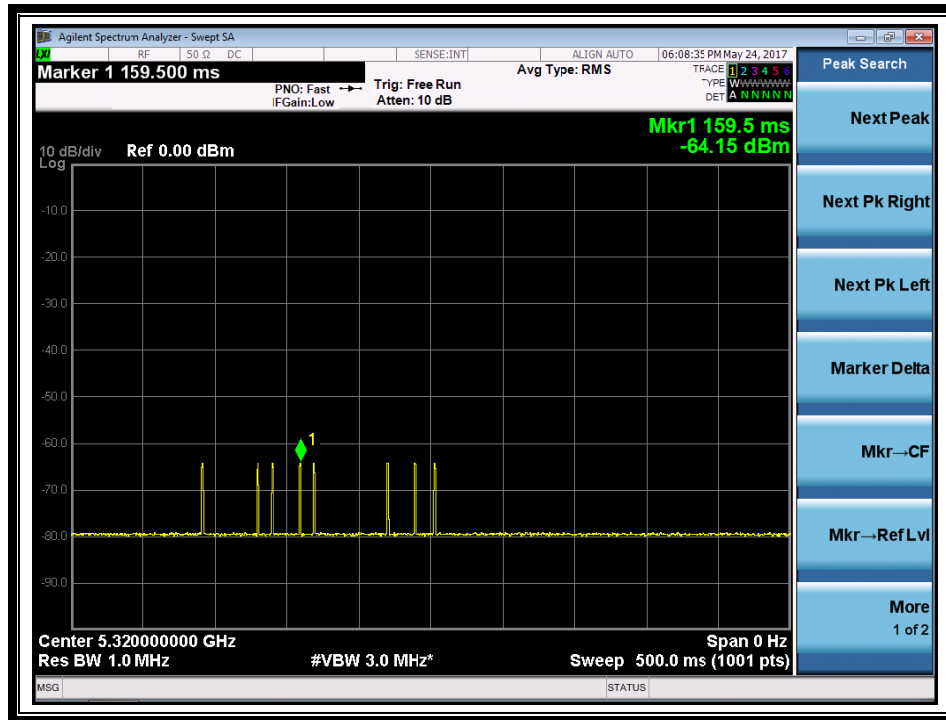 Agilent Spectrum Analyzer - Swept SA
LXI RF 50 Ω DC SENSE:INT ALIGN AUTO 06:08:35 PM May 24, 2017
Marker 1 159.500 ms
PNO: Fast
IFGain:Low
Trig: Free Run
Atten: 10 dB
Avg Type: RMS
TRACE 1 2 3 4 5 6
TYPE WWWWWW
DET A N N N N N
Mkr1 159.5 ms
-64.15 dBm
10 dB/div Ref 0.00 dBm
Log
-10.0
-20.0
-30.0
-40.0
-50.0
-60.0
-70.0
-80.0
-90.0
1
Center 5.320000000 GHz Span 0 Hz
Res BW 1.0 MHz #VBW 3.0 MHz* Sweep 500.0 ms (1001 pts)
MSG STATUS
Peak Search
Next Peak
Next Pk Right
Next Pk Left
Marker Delta
Mkr→CF
Mkr→Ref Lvl
More
1 of 2